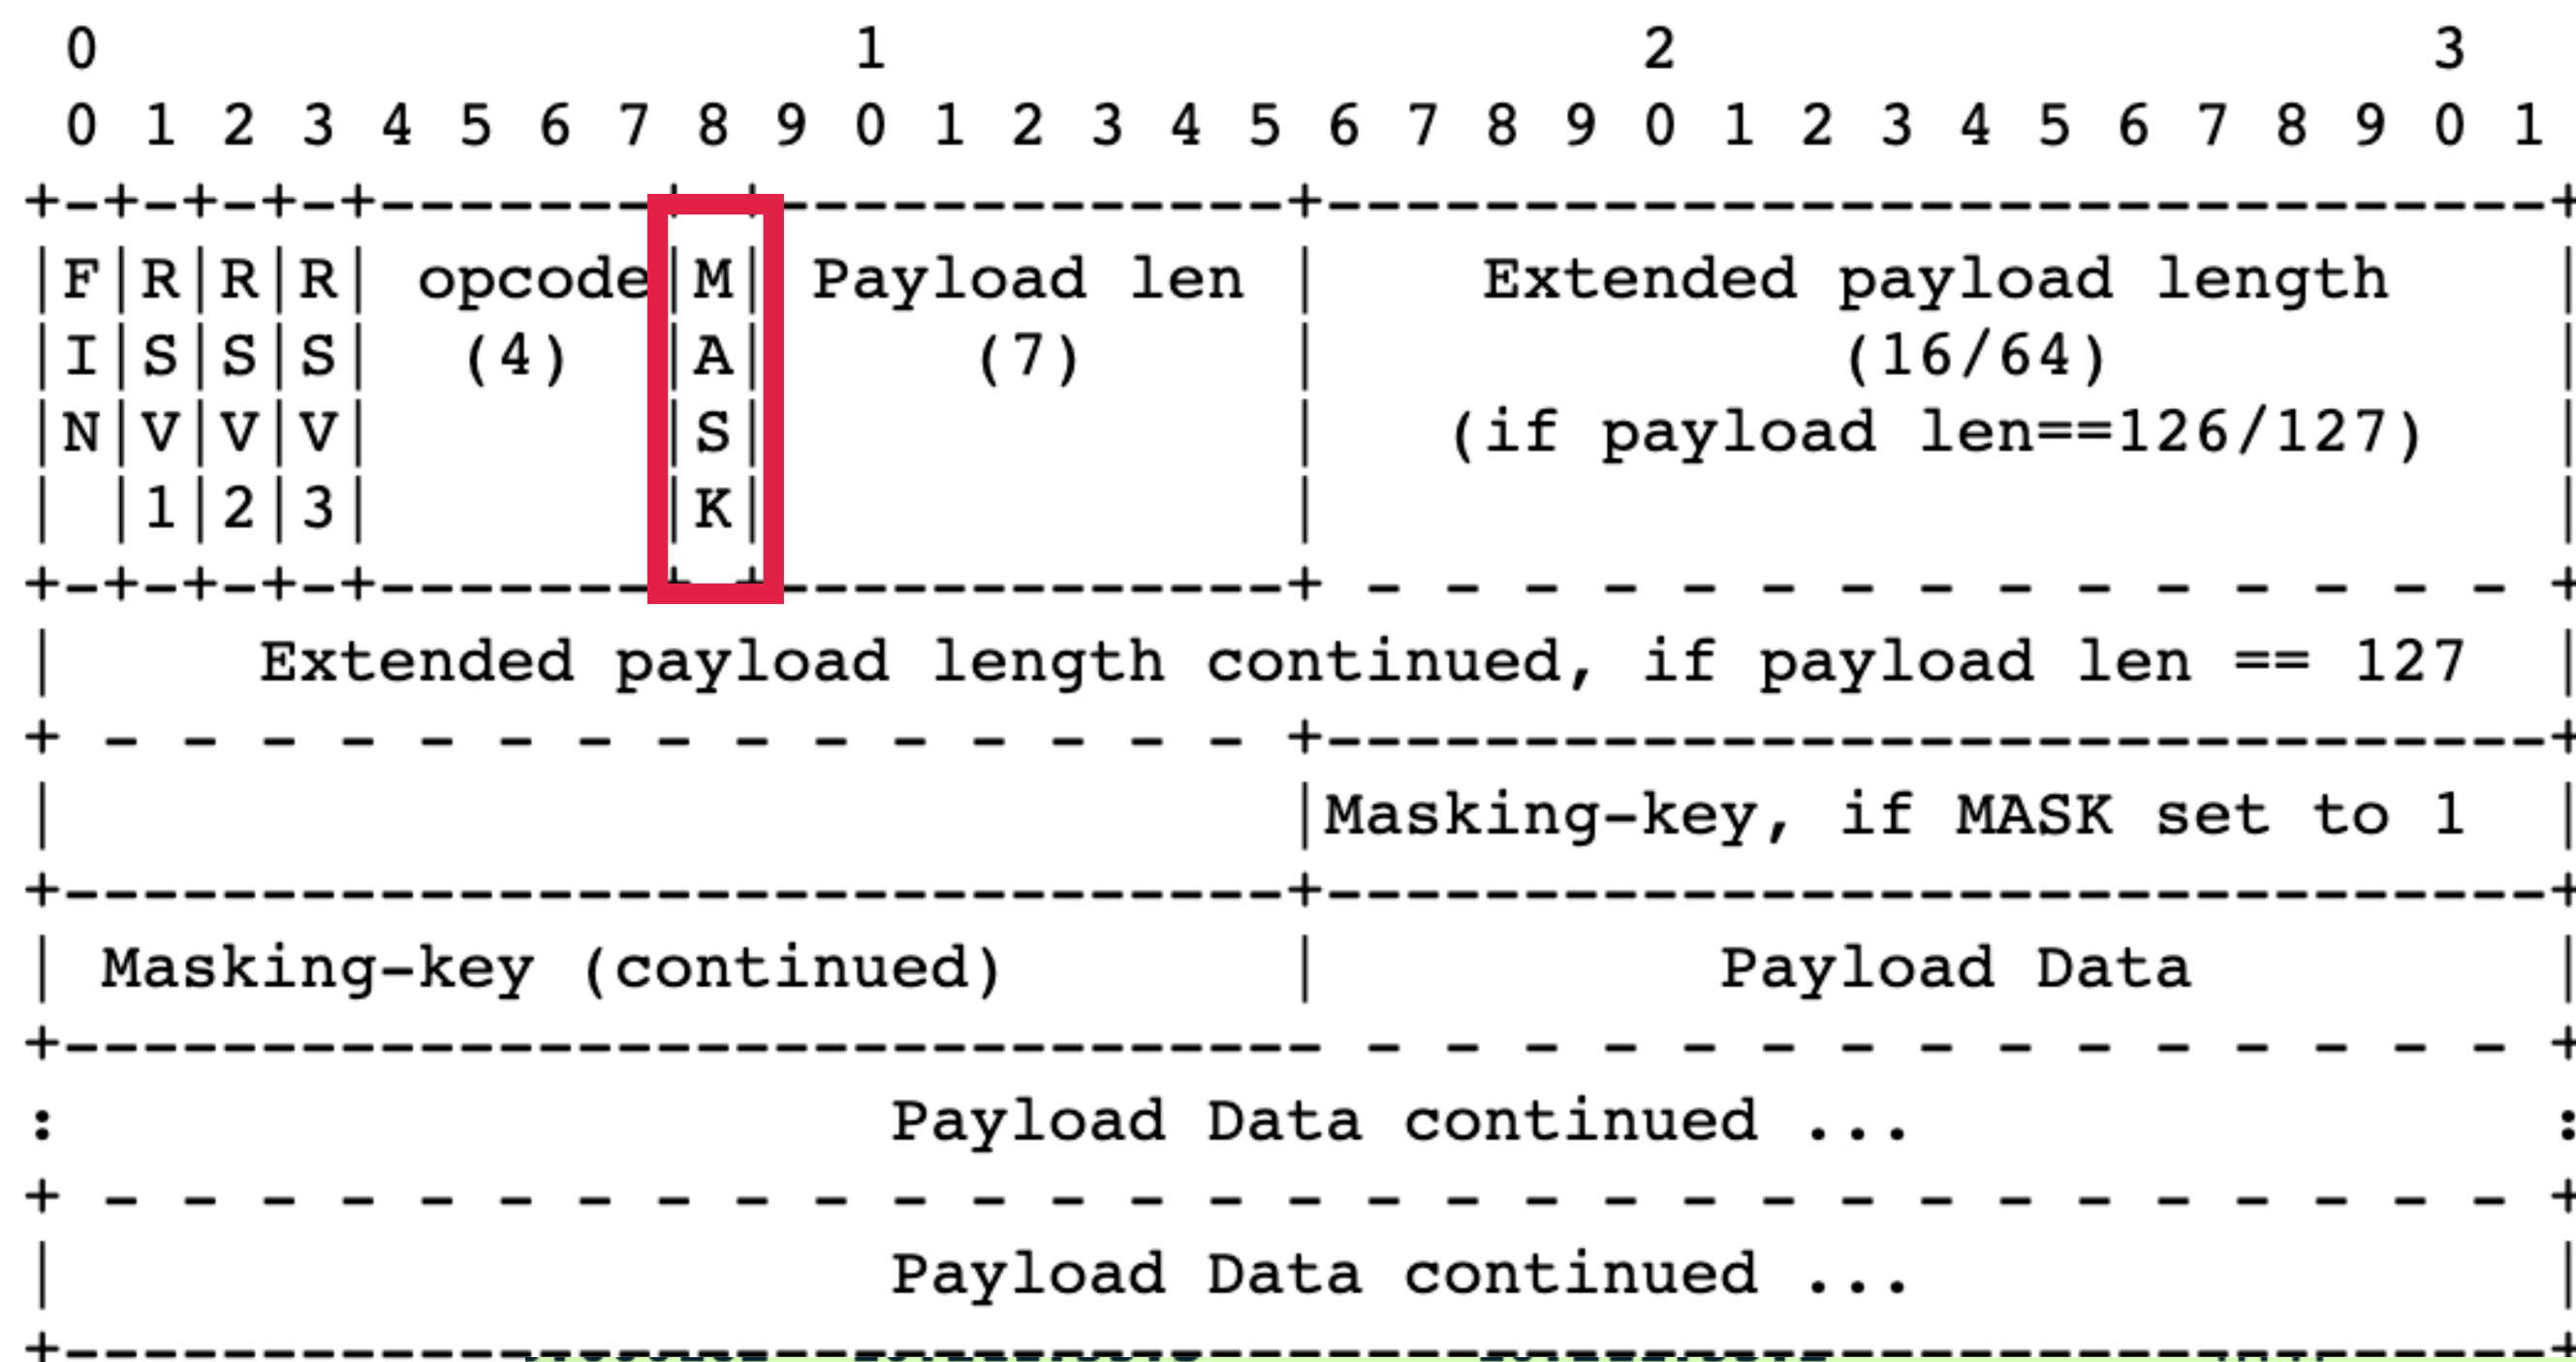 0 1 2 3
0 1 2 3 4 5 6 7 8 9 0 1 2 3 4 5 6 7 8 9 0 1 2 3 4 5 6 7 8 9 0 1
+-+-+-+-+-------+-+-------------+-------------------------------+
|F|R|R|R| opcode|M| Payload len | Extended payload length |
|I|S|S|S| (4) |A| (7) | (16/64) |
|N|V|V|V| |S| | (if payload len==126/127) |
| |1|2|3| |K| | |
+-+-+-+-+-------+-+-------------+ - - - - - - - - - - - - - - - +
| Extended payload length continued, if payload len == 127 |
+ - - - - - - - - - - - - - - - +-------------------------------+
| |Masking-key, if MASK set to 1 |
+-------------------------------+-------------------------------+
| Masking-key (continued) | Payload Data |
+-------------------------------- - - - - - - - - - - - - - - - +
: Payload Data continued ... :
+ - - - - - - - - - - - - - - - - - - - - - - - - - - - - - - - +
| Payload Data continued ... |
+---------------------------------------------------------------+